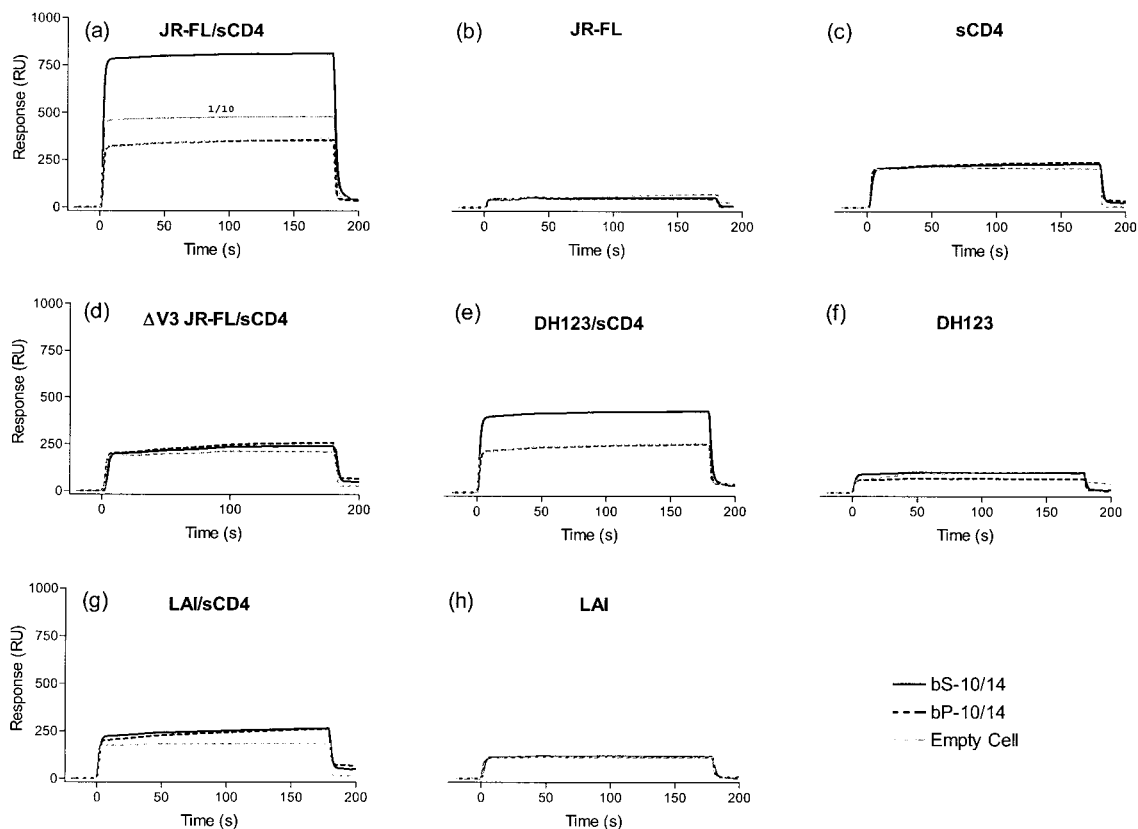 (a) JR-FL/sCD4
1000
750
500
250
0
Response (RU)
1/10
0 50 100 150 200
Time (s)
(b) JR-FL
0 50 100 150 200
Time (s)
(c) sCD4
0 50 100 150 200
Time (s)
(d) ΔV3 JR-FL/sCD4
1000
750
500
250
0
Response (RU)
0 100 200
Time (s)
(e) DH123/sCD4
0 50 100 150 200
Time (s)
(f) DH123
0 50 100 150 200
Time (s)
(g) LAI/sCD4
1000
750
500
250
0
Response (RU)
0 50 100 150 200
Time (s)
(h) LAI
0 50 100 150 200
Time (s)
bS-10/14
bP-10/14
Empty Cell